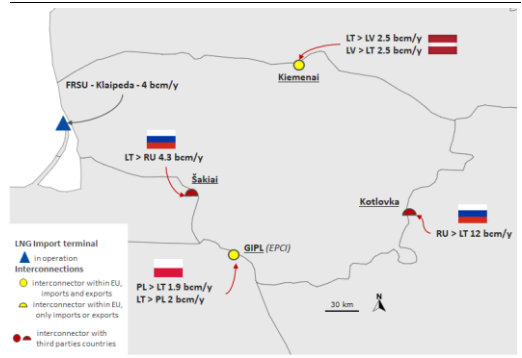 LT > LV 2.5 bcm/y
LV > LT 2.5 bcm/y
Kiemenai
FRSU - Klaipeda - 4 bcm/y
LT > RU 4.3 bcm/y
Šakiai
Kotlovka
RU > LT 12 bcm/y
GIPL (EPCI)
PL > LT 1.9 bcm/y
LT > PL 2 bcm/y
30 km
N
LNG Import terminal
in operation
Interconnections
interconnector within EU,
imports and exports
interconnector within EU,
only imports or exports
interconnector with
third parties countries